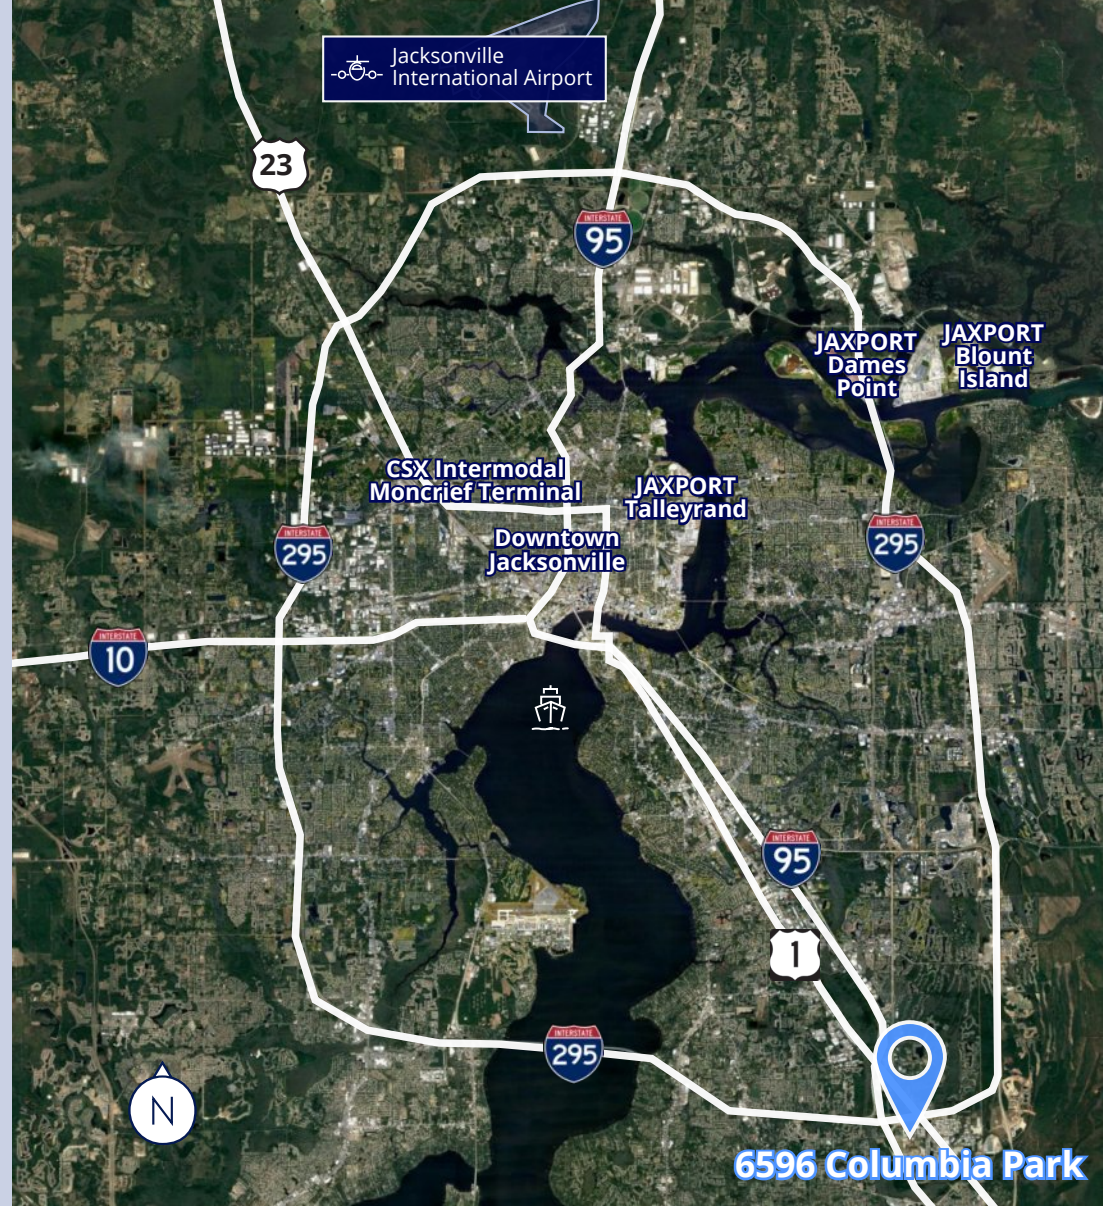 Jacksonville
International Airport
23
INTERSTATE
95
JAXPORT
Dames
Point
JAXPORT
Blount
Island
CSX Intermodal
Moncrief Terminal
JAXPORT
Talleyrand
Downtown
Jacksonville
INTERSTATE
295
INTERSTATE
295
INTERSTATE
10
INTERSTATE
95
1
INTERSTATE
295
N
6596 Columbia Park